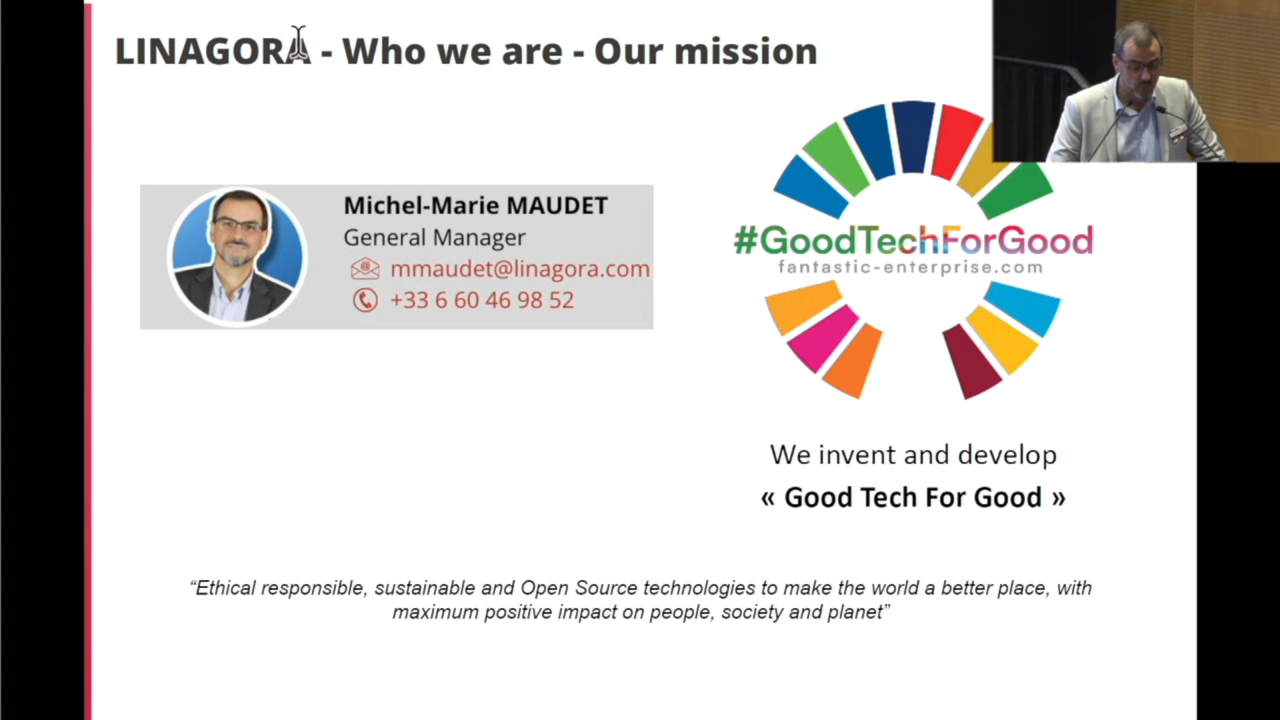 LINAGORA - Who we are - Our mission
Michel-Marie MAUDET
General Manager
mmaudet@linagora.com
+33 6 60 46 98 52
#GoodTechForGood
fantastic-enterprise.com
We invent and develop
« Good Tech For Good »
“Ethical responsible, sustainable and Open Source technologies to make the world a better place, with
maximum positive impact on people, society and planet”